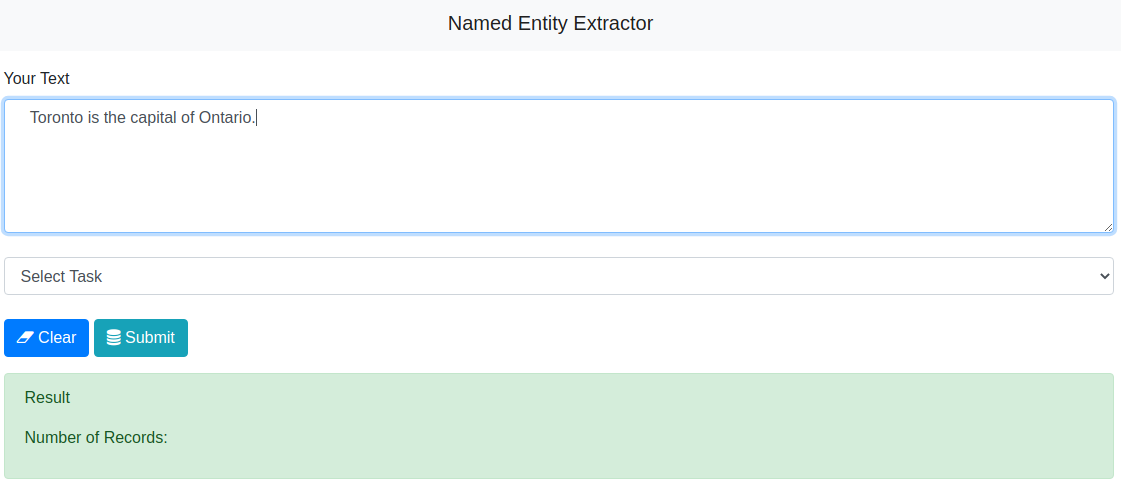 Named Entity Extractor
Your Text
Toronto is the capital of Ontario.
Select Task
Clear Submit
Result
Number of Records: